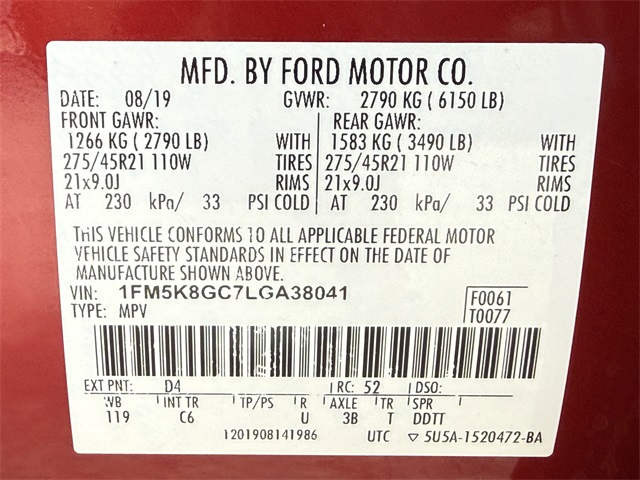 MFD. BY FORD MOTOR CO.
DATE: 08/19 GVWR: 2790 KG ( 6150 LB)
FRONT GAWR: REAR GAWR:
1266 KG ( 2790 LB) WITH 1583 KG ( 3490 LB) WITH
275/45R21 110W TIRES 275/45R21 110W TIRES
21x9.0J RIMS 21x9.0J RIMS
AT 230 kPa/ 33 PSI COLD AT 230 kPa/ 33 PSI COLD
THIS VEHICLE CONFORMS TO ALL APPLICABLE FEDERAL MOTOR
VEHICLE SAFETY STANDARDS IN EFFECT ON THE DATE OF
MANUFACTURE SHOWN ABOVE.
VIN: 1FM5K8GC7LGA38041 F0061
TYPE: MPV T0077
EXT PNT: D4 RC: 52 DSO:
WB INT TR TP/PS R AXLE TR SPR
119 C6 U 3B T DDTT
1201908141986 UTC ▽ 5U5A-1520472-BA